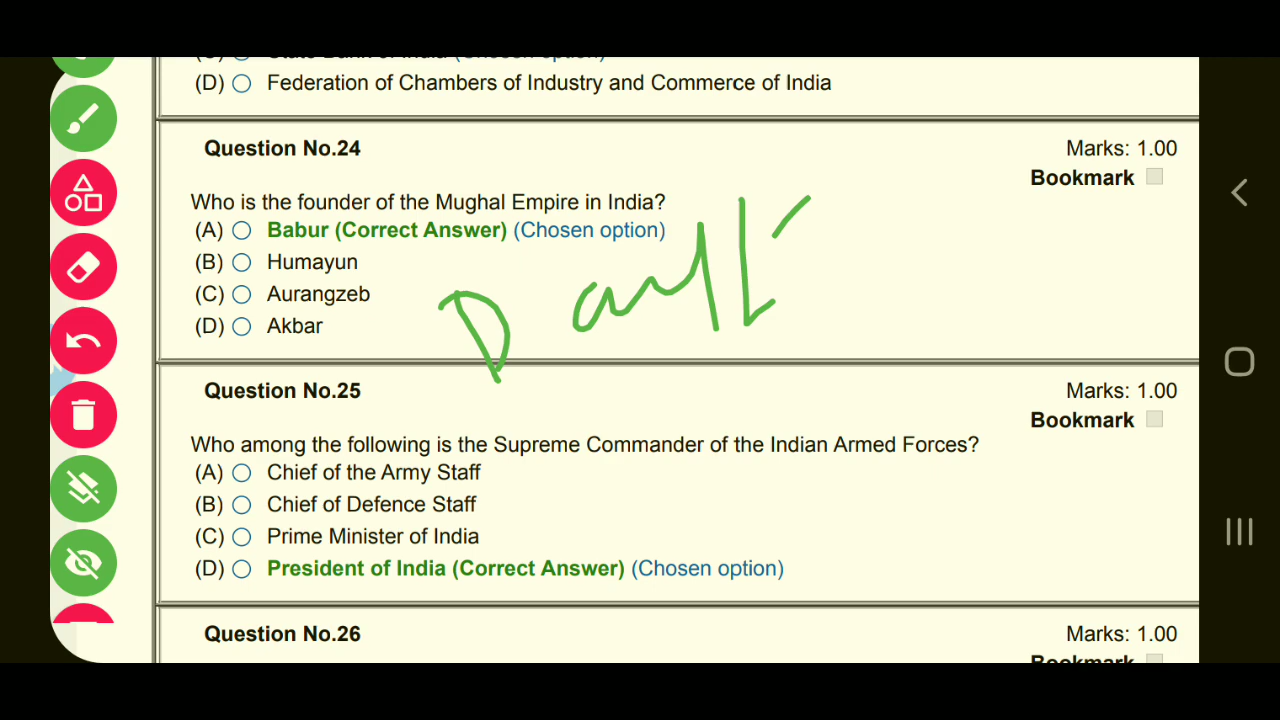 (D) Federation of Chambers of Industry and Commerce of India
Question No.24 Marks: 1.00
Bookmark
Who is the founder of the Mughal Empire in India?
(A) Babur (Correct Answer) (Chosen option)
(B) Humayun
(C) Aurangzeb
(D) Akbar
Question No.25 Marks: 1.00
Bookmark
Who among the following is the Supreme Commander of the Indian Armed Forces?
(A) Chief of the Army Staff
(B) Chief of Defence Staff
(C) Prime Minister of India
(D) President of India (Correct Answer) (Chosen option)
Question No.26 Marks: 1.00
Bookmark